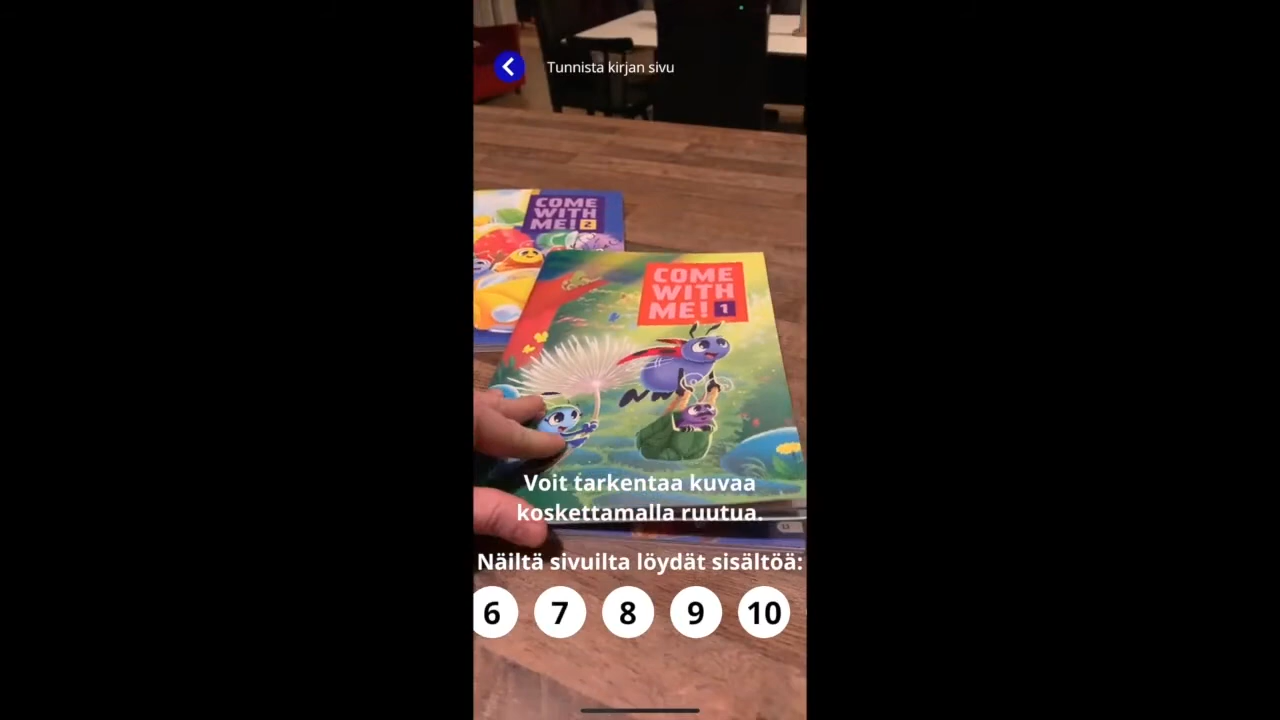 Tunnista kirjan sivu
COME
WITH
ME! 2
COME
WITH
ME! 1
Voit tarkentaa kuvaa
koskettamalla ruutua.
Näiltä sivuilta löydät sisältöä:
6 7 8 9 10